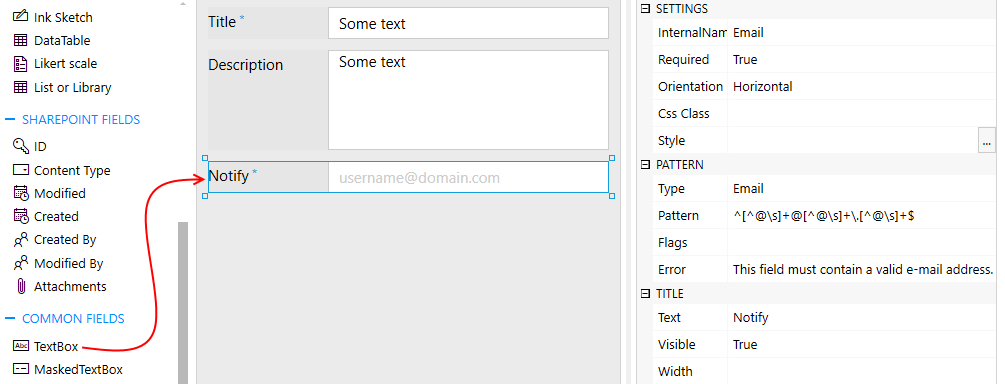 Ink Sketch
DataTable
Likert scale
List or Library
SHAREPOINT FIELDS
ID
Content Type
Modified
Created
Created By
Modified By
Attachments
COMMON FIELDS
Abc TextBox
MaskedTextBox
Title * Some text
Description Some text
Notify * username@domain.com
SETTINGS
InternalNam Email
Required True
Orientation Horizontal
Css Class
Style ...
PATTERN
Type Email
Pattern ^[^@\s]+@[^@\s]+\.[^@\s]+$
Flags
Error This field must contain a valid e-mail address.
TITLE
Text Notify
Visible True
Width